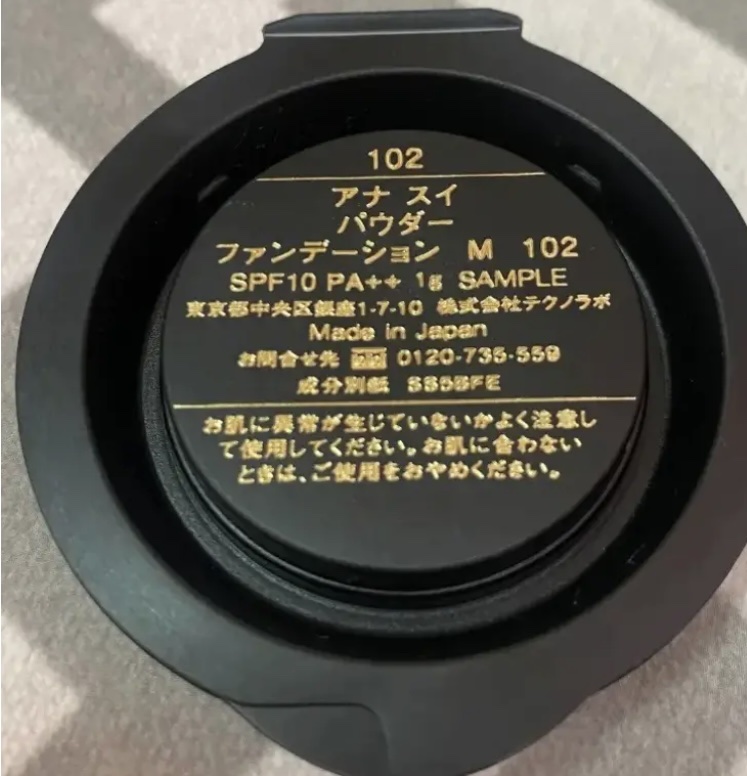 102
アナ スイ
パウダー
ファンデーション M 102
SPF10 PA++ 1g SAMPLE
東京都中央区銀座1-7-10 株式会社テクノラボ
Made in Japan
お問合せ先 0120-735-559
成分別紙
お肌に異常が生じていないかよく注意し
て使用してください。お肌に合わない
ときは、ご使用をおやめください。